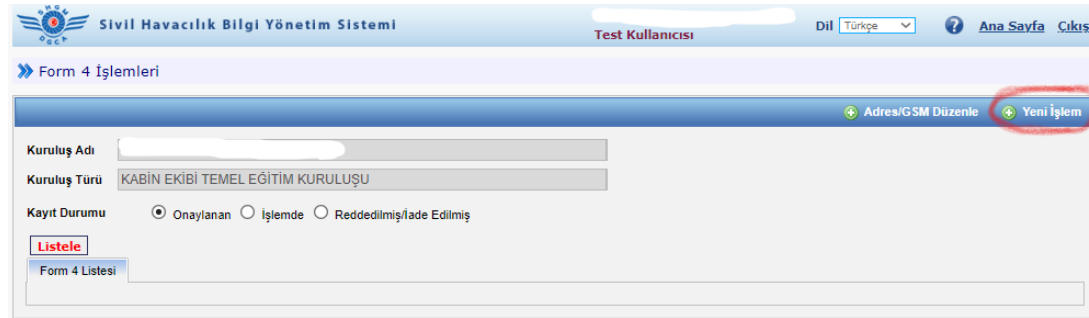 SHGM
DGCA
Sivil Havacılık Bilgi Yönetim Sistemi
Test Kullanıcısı
Dil Türkçe
? Ana Sayfa Çıkış
Form 4 İşlemleri
Adres/GSM Düzenle Yeni İşlem
Kuruluş Adı
Kuruluş Türü KABİN EKİBİ TEMEL EĞİTİM KURULUŞU
Kayıt Durumu Onaylanan İşlemde Reddedilmiş/İade Edilmiş
Listele
Form 4 Listesi